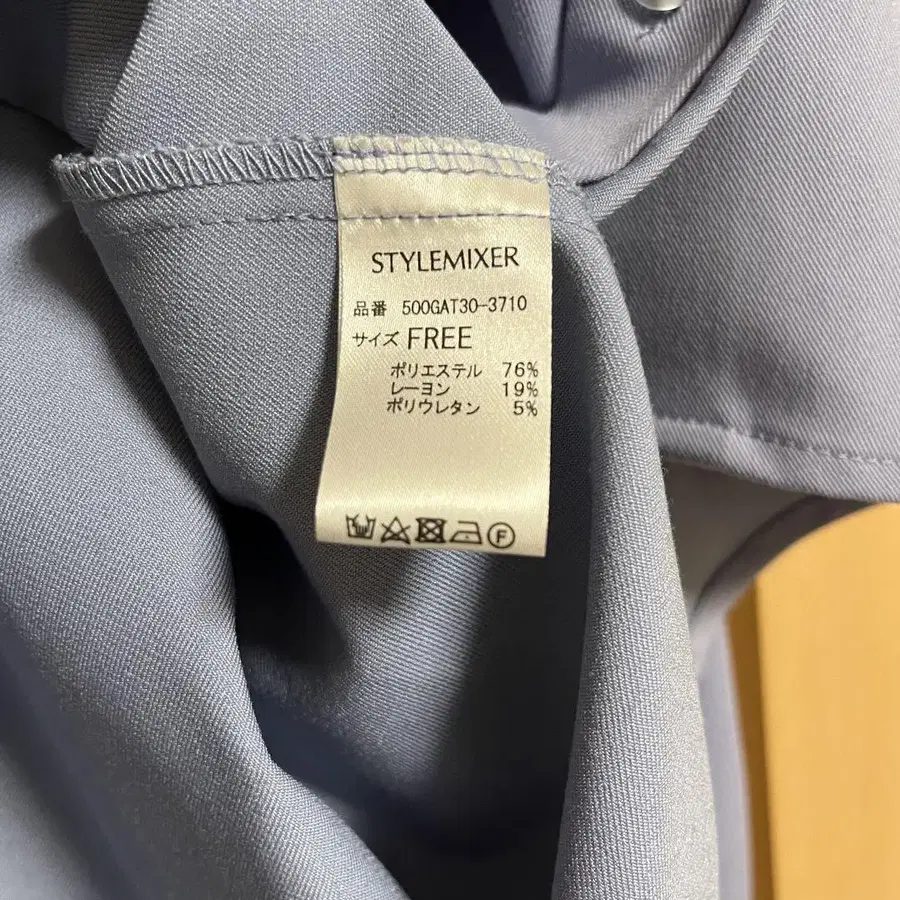 STYLEMIXER
品番 500GAT30-3710
サイズ FREE
ポリエステル 76%
レーヨン 19%
ポリウレタン 5%
F